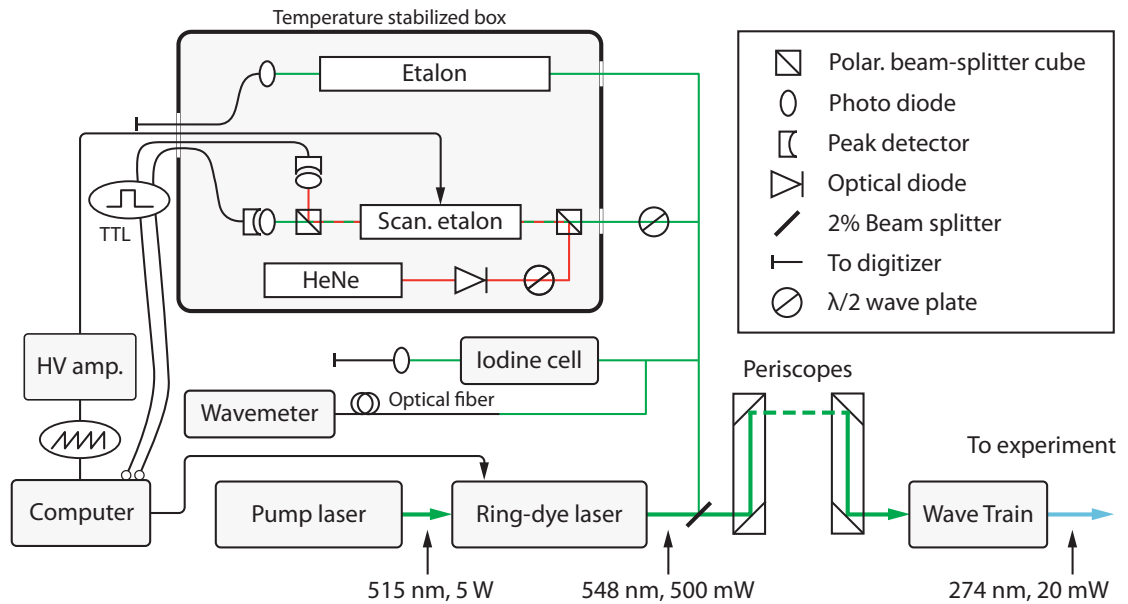 Temperature stabilized box
Etalon
Polar. beam-splitter cube
Photo diode
Peak detector
Optical diode
2% Beam splitter
To digitizer
λ/2 wave plate
TTL
Scan. etalon
HeNe
HV amp.
Iodine cell
Optical fiber
Wavemeter
Periscopes
To experiment
Computer
Pump laser
Ring-dye laser
Wave Train
515 nm, 5 W
548 nm, 500 mW
274 nm, 20 mW